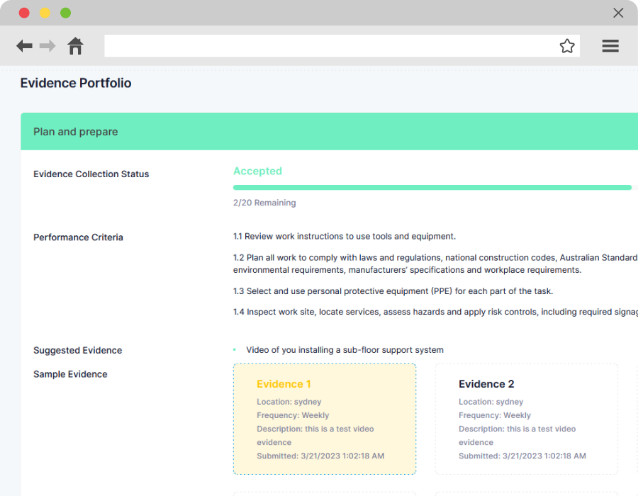 Evidence Portfolio
Plan and prepare
Evidence Collection Status
Accepted
2/20 Remaining
Performance Criteria
1.1 Review work instructions to use tools and equipment.
1.2 Plan all work to comply with laws and regulations, national construction codes, Australian Standard
environmental requirements, manufacturers' specifications and workplace requirements.
1.3 Select and use personal protective equipment (PPE) for each part of the task.
1.4 Inspect work site, locate services, assess hazards and apply risk controls, including required signag
Suggested Evidence
Video of you installing a sub-floor support system
Sample Evidence
Evidence 1
Location: sydney
Frequency: Weekly
Description: this is a test video
evidence
Submitted: 3/21/2023 1:02:18 AM
Evidence 2
Location: sydney
Frequency: Weekly
Description: this is a test video
evidence
Submitted: 3/21/2023 1:02:18 AM